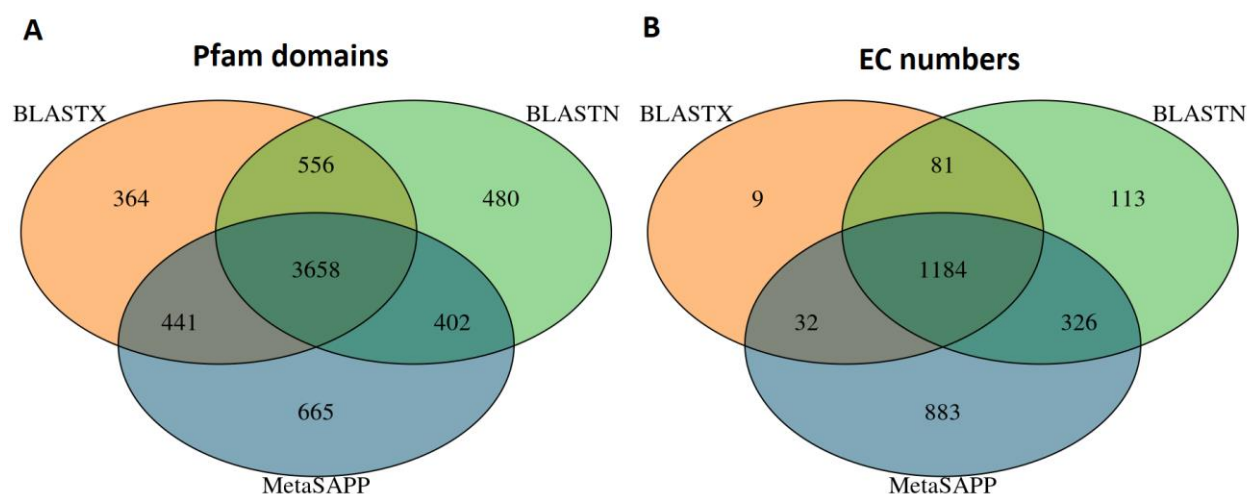 A
Pfam domains
BLASTX
BLASTN
556
364
480
3658
441
402
665
MetaSAPP
B
EC numbers
BLASTX
BLASTN
81
9
113
1184
32
326
883
MetaSAPP